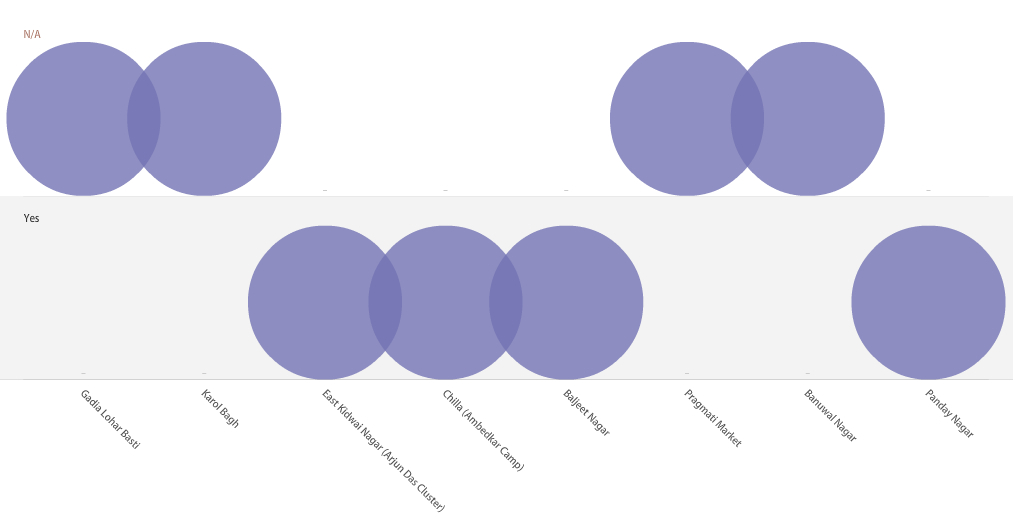 N/A
Yes
Gadia Lohar Basti
Karol Bagh
East Kidwai Nagar (Arjun Das Cluster)
Chilla (Ambedkar Camp)
Baljeet Nagar
Pragmati Market
Banuwal Nagar
Panday Nagar